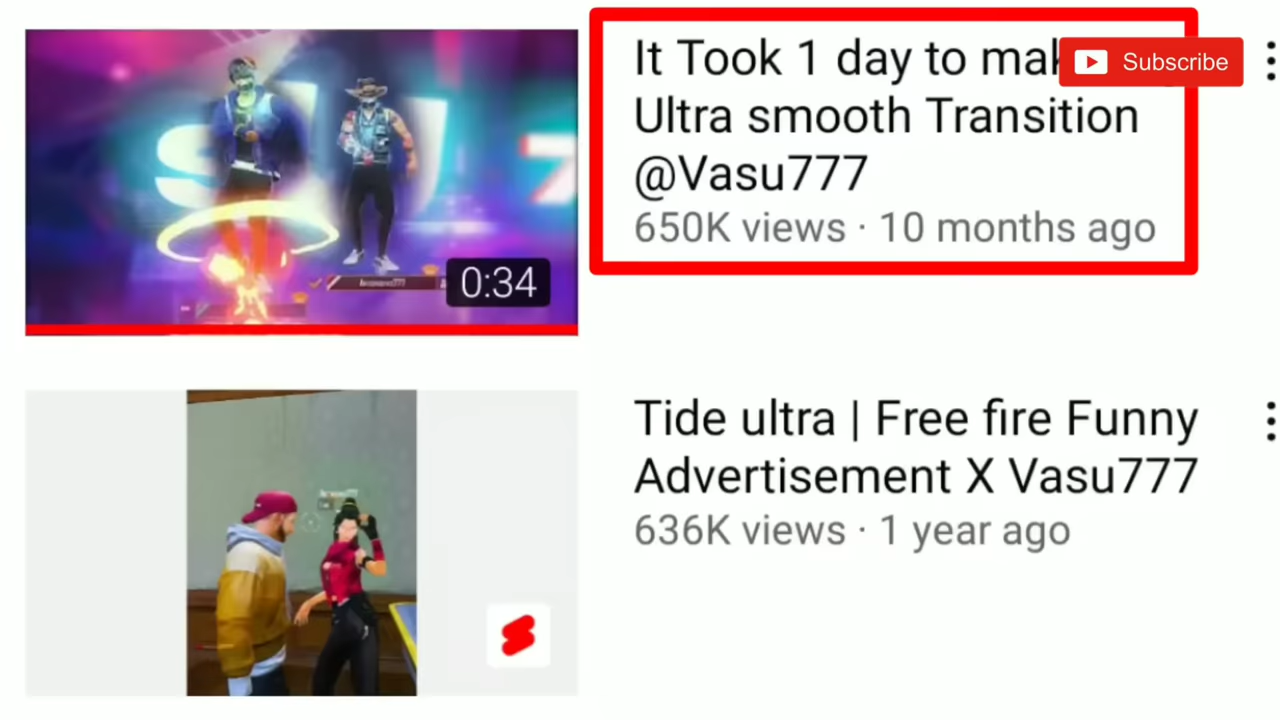 It Took 1 day to mak
Subscribe
Ultra smooth Transition
@Vasu777
650K views · 10 months ago
0:34
Tide ultra | Free fire Funny
Advertisement X Vasu777
636K views · 1 year ago